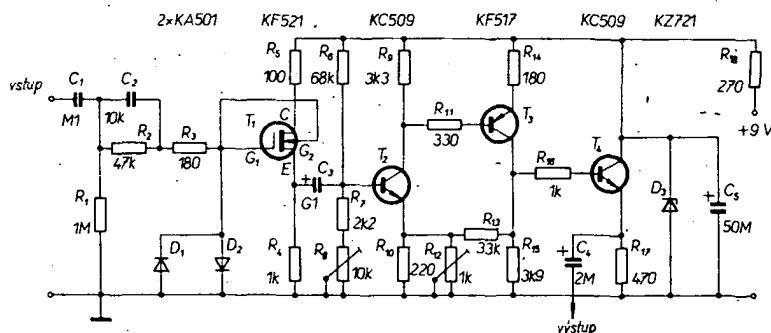 2×KA501 KF521 KC509 KF517 KC509 KZ721
vstup
C1
M1
C2
10k
R2
47k
R3
180
R1
1M
D1
D2
T1
G1
C
G2
E
R5
100
R6
68k
C3
+
G1
R4
1k
R7
2k2
R8
10k
R9
3k3
T2
R10
220
R11
330
R12
1k
R13
33k
R14
180
T3
R15
3k9
R16
1k
T4
C4
+
2M
R17
470
D3
+
C5
50M
R18
270
+9 V
výstup